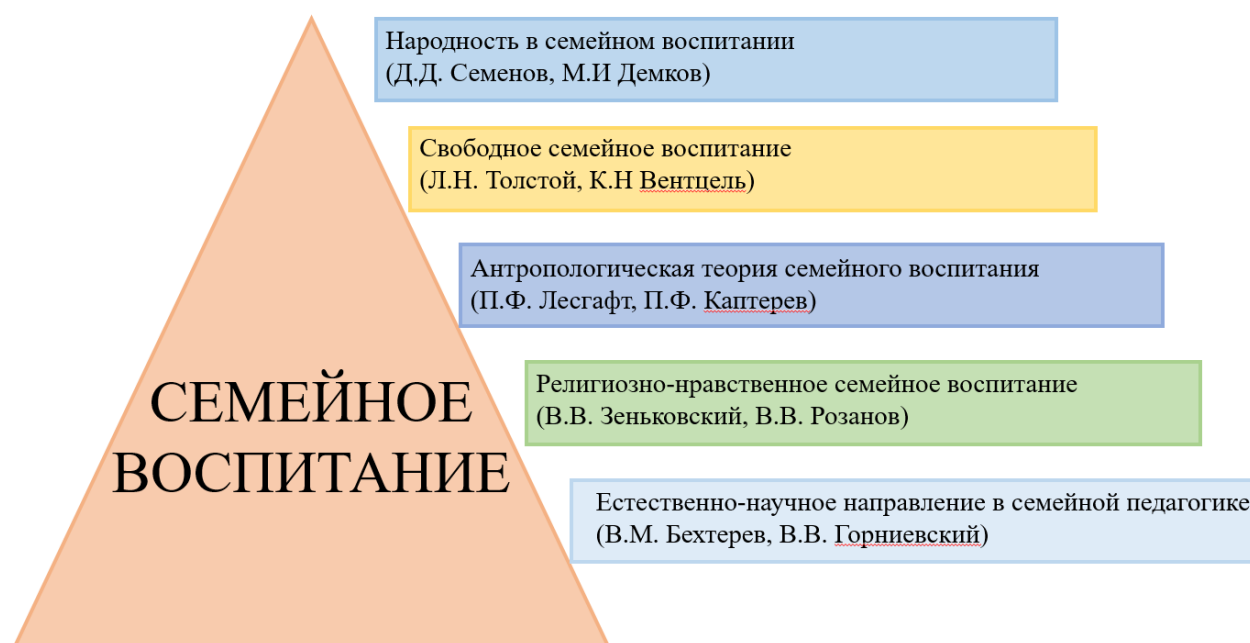 Народность в семейном воспитании
(Д.Д. Семенов, М.И Демков)
Свободное семейное воспитание
(Л.Н. Толстой, К.Н Вентцель)
Антропологическая теория семейного воспитания
(П.Ф. Лесгафт, П.Ф. Каптерев)
Религиозно-нравственное семейное воспитание
(В.В. Зеньковский, В.В. Розанов)
СЕМЕЙНОЕ
ВОСПИТАНИЕ
Естественно-научное направление в семейной педагогике
(В.М. Бехтерев, В.В. Горниевский)